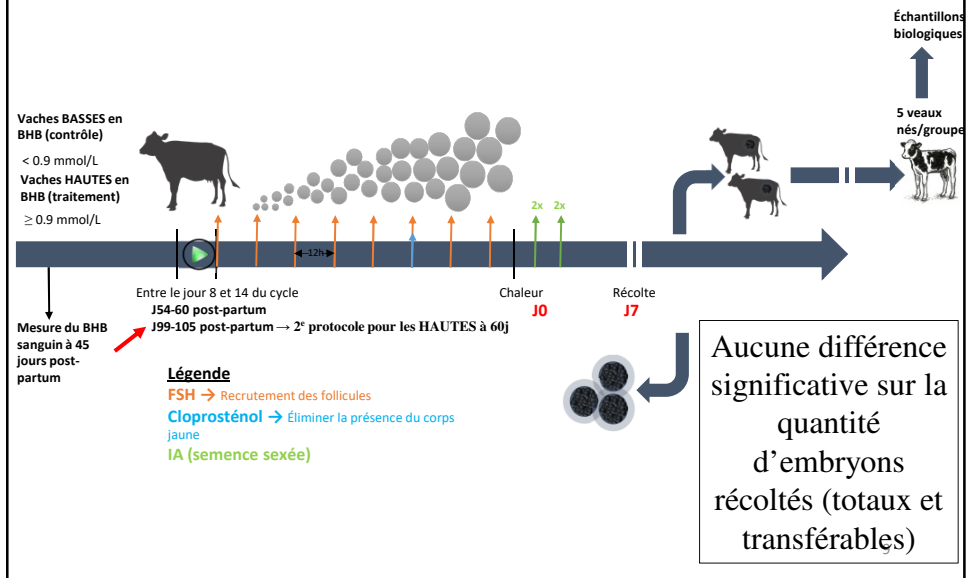 Échantillons
biologiques
Vaches BASSES en
BHB (contrôle)
< 0.9 mmol/L
Vaches HAUTES en
BHB (traitement)
≥ 0.9 mmol/L
5 veaux
nés/groupe
2x 2x
12h
Entre le jour 8 et 14 du cycle
J54-60 post-partum
J99-105 post-partum → 2e protocole pour les HAUTES à 60j
Chaleur
J0
Récolte
J7
Mesure du BHB
sanguin à 45
jours post-
partum
Légende
FSH → Recrutement des follicules
Cloprosténol → Éliminer la présence du corps
jaune
IA (semence sexée)
Aucune différence
significative sur la
quantité
d'embryons
récoltés (totaux et
transférables)